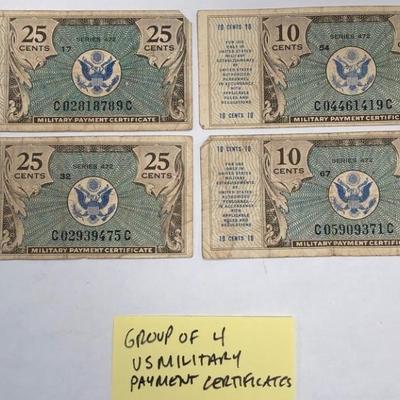 25 CENTS SERIES 472 25 CENTS
17
C02818789C
MILITARY PAYMENT CERTIFICATE
10 CENTS 10
FOR USE
ONLY IN
UNITED STATES
MILITARY
ESTABLISHMENTS
BY
UNITED STATES
AUTHORIZED
PERSONNEL
IN ACCORDANCE
WITH
APPLICABLE
RULES AND
REGULATIONS
10 CENTS 10
10 CENTS SERIES 472
54
C04461419C
MILITARY PAYMENT CERTIFICATE
25 CENTS SERIES 472 25 CENTS
32
C02939475C
MILITARY PAYMENT CERTIFICATE
10 CENTS 10
FOR USE
ONLY IN
UNITED STATES
MILITARY
ESTABLISHMENTS
BY
UNITED STATES
AUTHORIZED
PERSONNEL
IN ACCORDANCE
WITH
APPLICABLE
RULES AND
REGULATIONS
10 CENTS 10
10 CENTS SERIES 472
67
C05909371C
MILITARY PAYMENT CERTIFICATE
GROUP OF 4
US MILITARY
PAYMENT CERTIFICATES